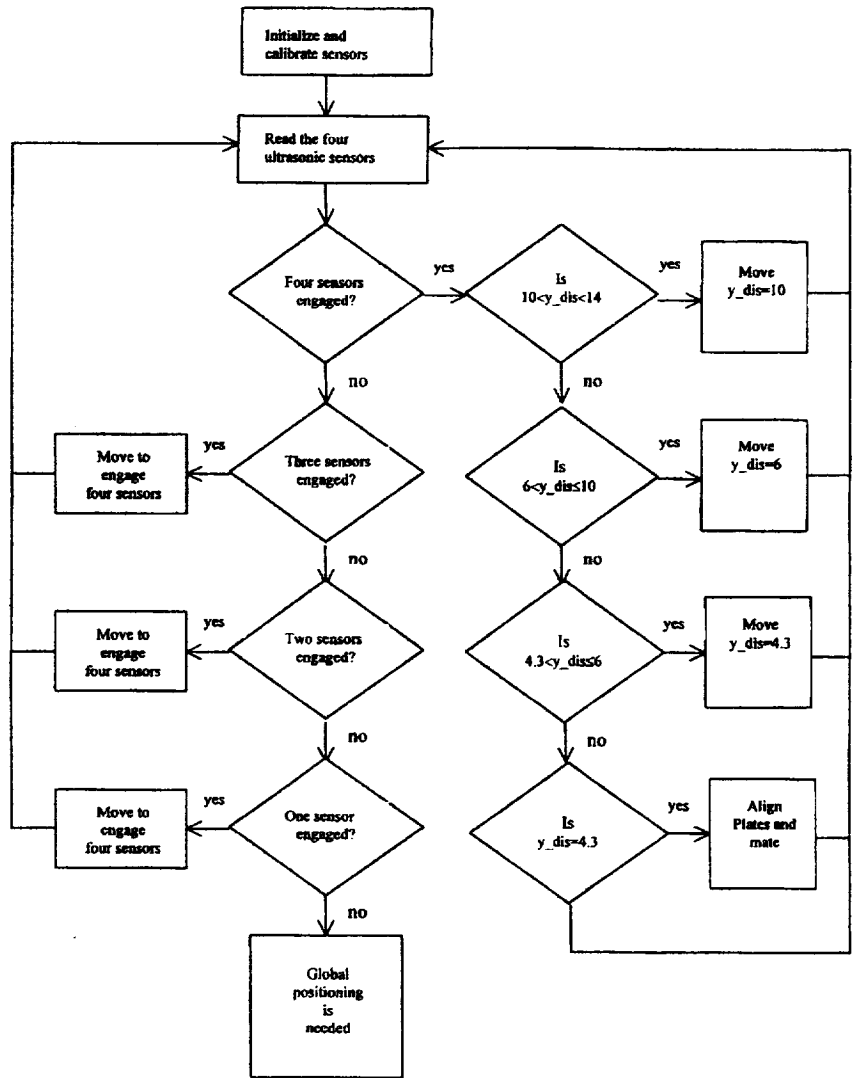 Initialize and
calibrate sensors
Read the four
ultrasonic sensors
Four sensors
engaged?
yes
Is
10<y_dis<14
yes
Move
y_dis=10
no
no
Move to
engage
four sensors
yes
Three sensors
engaged?
Is
6<y_dis≤10
yes
Move
y_dis=6
no
no
Move to
engage
four sensors
yes
Two sensors
engaged?
Is
4.3<y_dis≤6
yes
Move
y_dis=4.3
no
no
Move to
engage
four sensors
yes
One sensor
engaged?
Is
y_dis=4.3
yes
Align
Plates and
mate
no
Global
positioning
is
needed